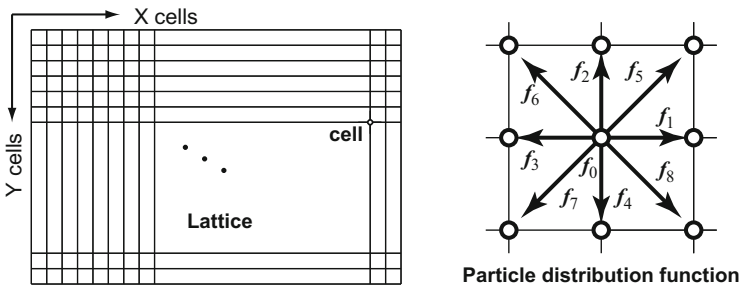 X cells
Y cells
cell
Lattice
f2
f5
f6
f1
f3
f0
f8
f7
f4
Particle distribution function